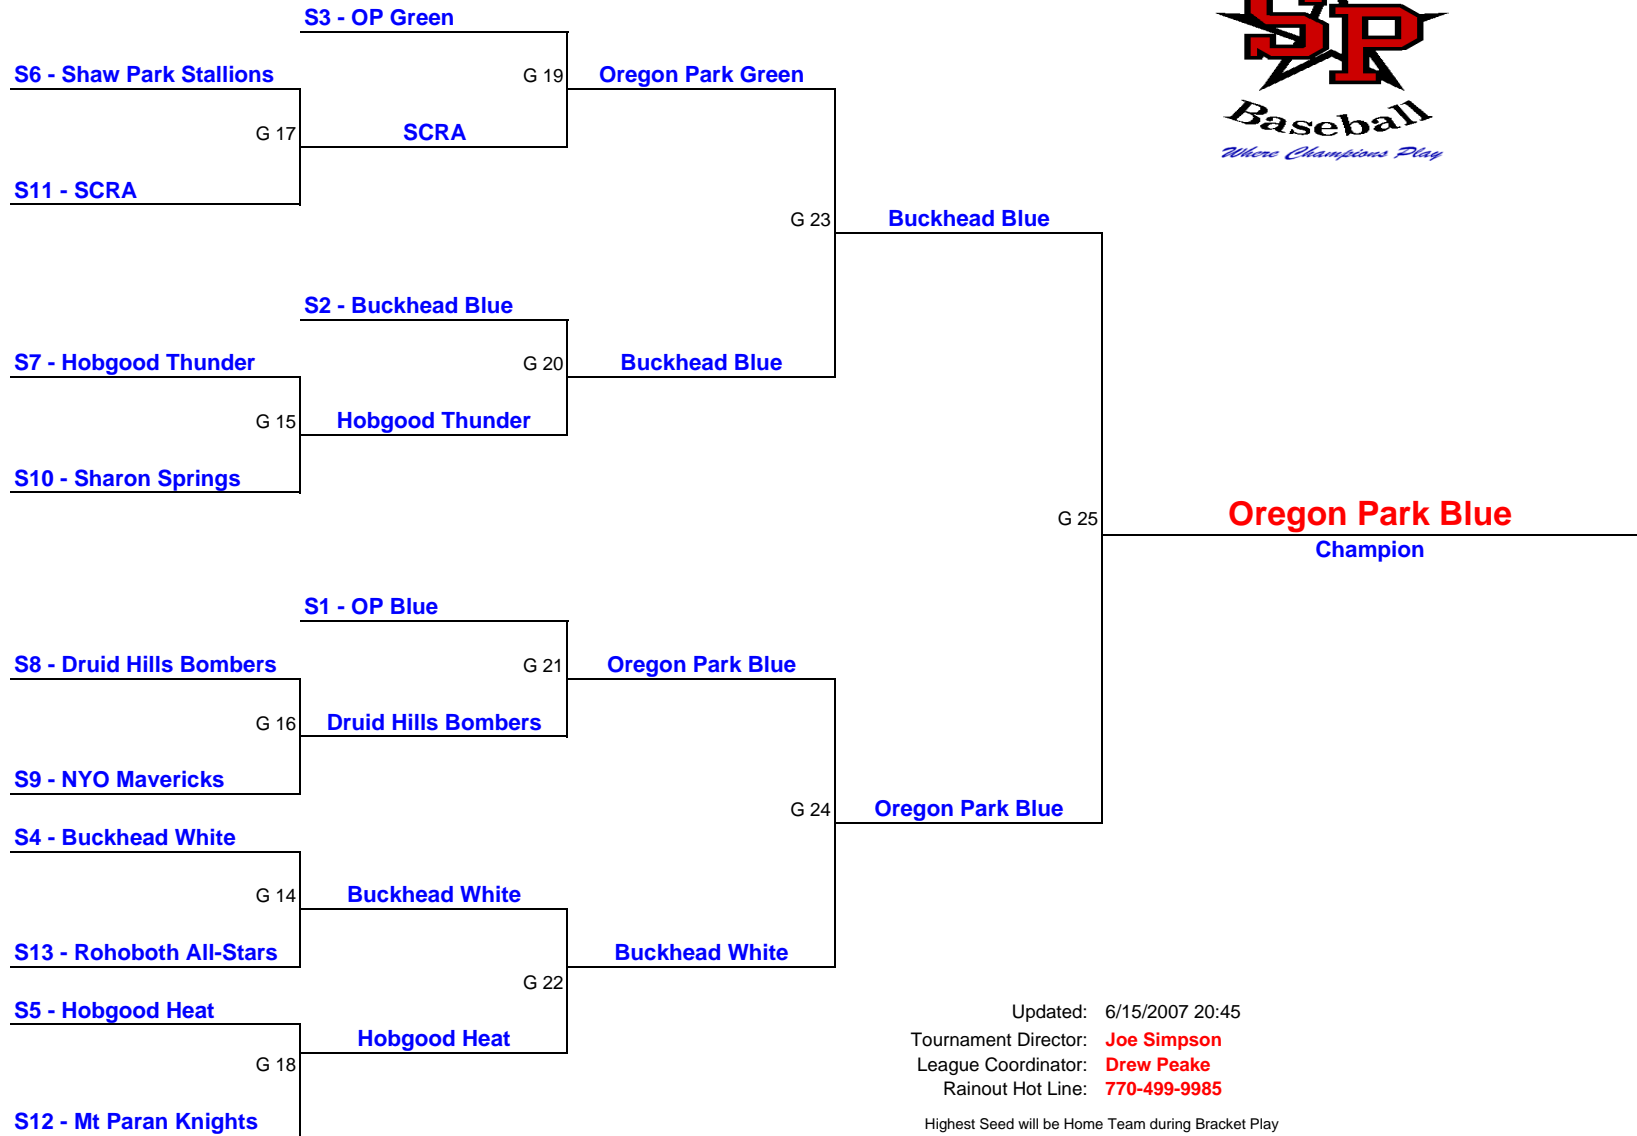 SP
Baseball
Where Champions Play
S3 - OP Green
S6 - Shaw Park Stallions
G 19
Oregon Park Green
G 17
SCRA
S11 - SCRA
G 23
Buckhead Blue
S2 - Buckhead Blue
S7 - Hobgood Thunder
G 20
Buckhead Blue
G 15
Hobgood Thunder
S10 - Sharon Springs
G 25
Oregon Park Blue
Champion
S1 - OP Blue
S8 - Druid Hills Bombers
G 21
Oregon Park Blue
G 16
Druid Hills Bombers
S9 - NYO Mavericks
G 24
Oregon Park Blue
S4 - Buckhead White
G 14
Buckhead White
S13 - Rohoboth All-Stars
Buckhead White
G 22
S5 - Hobgood Heat
Hobgood Heat
G 18
S12 - Mt Paran Knights
Updated: 6/15/2007 20:45
Tournament Director: Joe Simpson
League Coordinator: Drew Peake
Rainout Hot Line: 770-499-9985
Highest Seed will be Home Team during Bracket Play